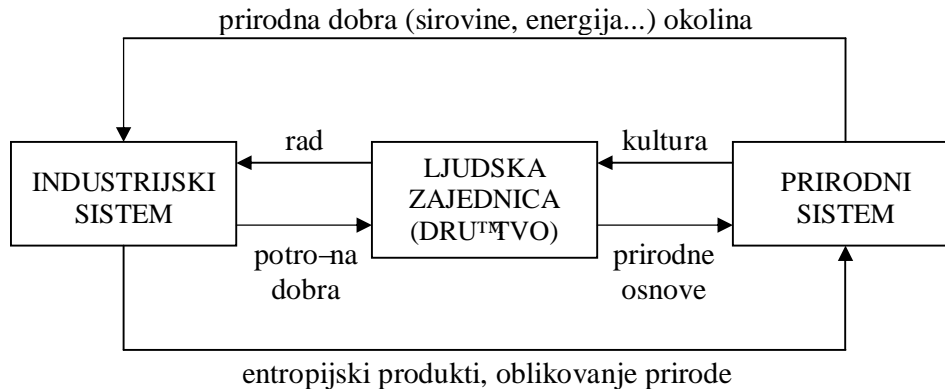 prirodna dobra (sirovine, energija...) okolina
rad
kultura
INDUSTRIJSKI
SISTEM
LJUDSKA
ZAJEDNICA
(DRU™TVO)
PRIRODNI
SISTEM
potro–na
dobra
prirodne
osnove
entropijski produkti, oblikovanje prirode